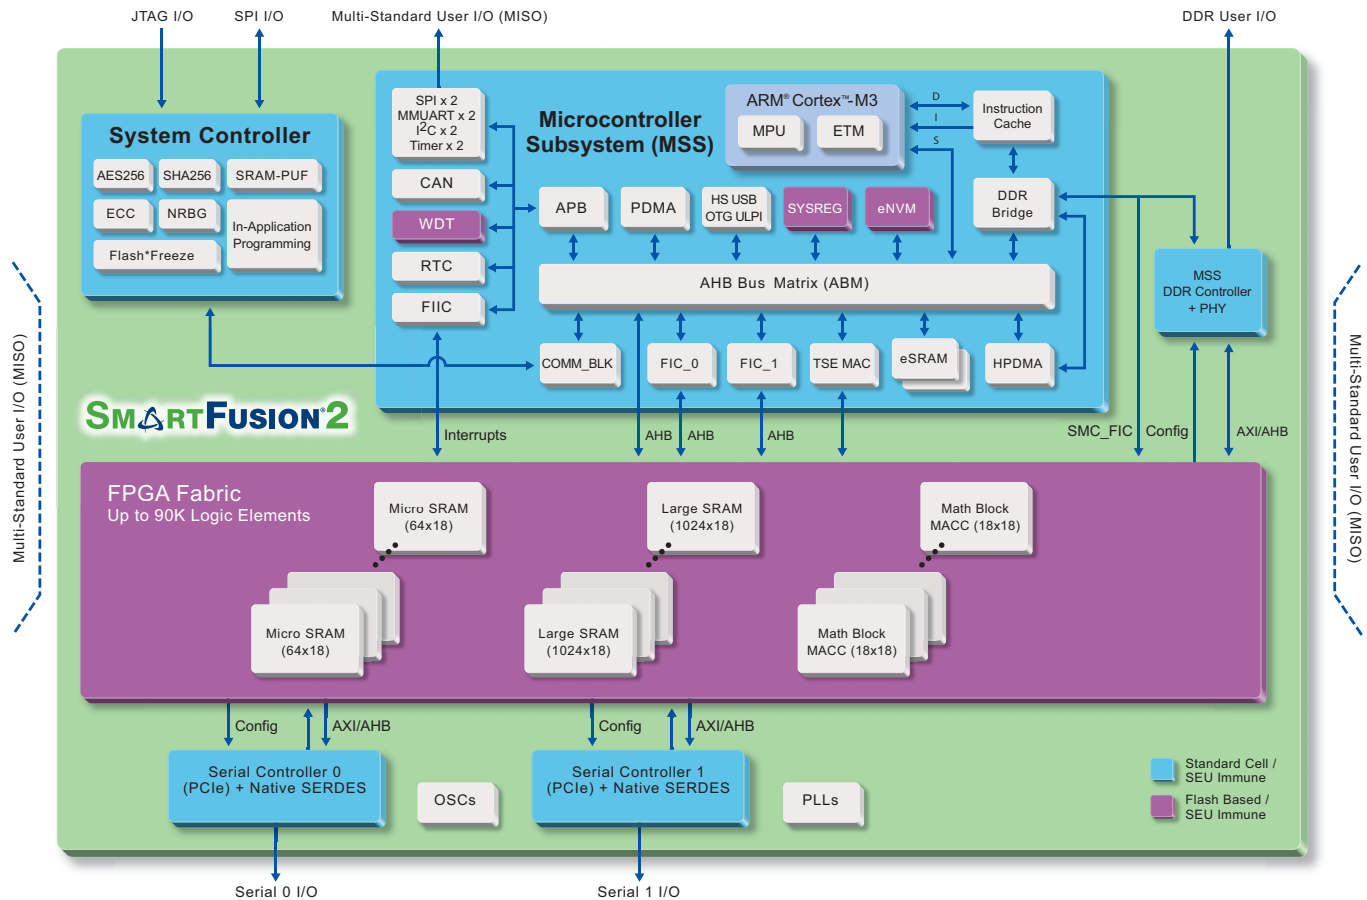 JTAG I/O
SPI I/O
Multi-Standard User I/O (MISO)
DDR User I/O
System Controller
AES256
SHA256
SRAM-PUF
ECC
NRBG
In-Application
Programming
Flash*Freeze
SPI x 2
MMUART x 2
I2C x 2
Timer x 2
CAN
WDT
RTC
FIIC
Microcontroller
Subsystem (MSS)
ARM® Cortex™-M3
MPU
ETM
D
I
S
Instruction
Cache
DDR
Bridge
APB
PDMA
HS USB
OTG ULPI
SYSREG
eNVM
AHB Bus Matrix (ABM)
COMM_BLK
FIC_0
FIC_1
TSE MAC
eSRAM
HPDMA
MSS
DDR Controller
+ PHY
Multi-Standard User I/O (MISO)
Multi-Standard User I/O (MISO)
SMARTFUSION®2
Interrupts
AHB
AHB
AHB
SMC_FIC
Config
AXI/AHB
FPGA Fabric
Up to 90K Logic Elements
Micro SRAM
(64x18)
Large SRAM
(1024x18)
Math Block
MACC (18x18)
Micro SRAM
(64x18)
Large SRAM
(1024x18)
Math Block
MACC (18x18)
Config
AXI/AHB
Config
AXI/AHB
Serial Controller 0
(PCIe) + Native SERDES
OSCs
Serial Controller 1
(PCIe) + Native SERDES
PLLs
Standard Cell /
SEU Immune
Flash Based /
SEU Immune
Serial 0 I/O
Serial 1 I/O